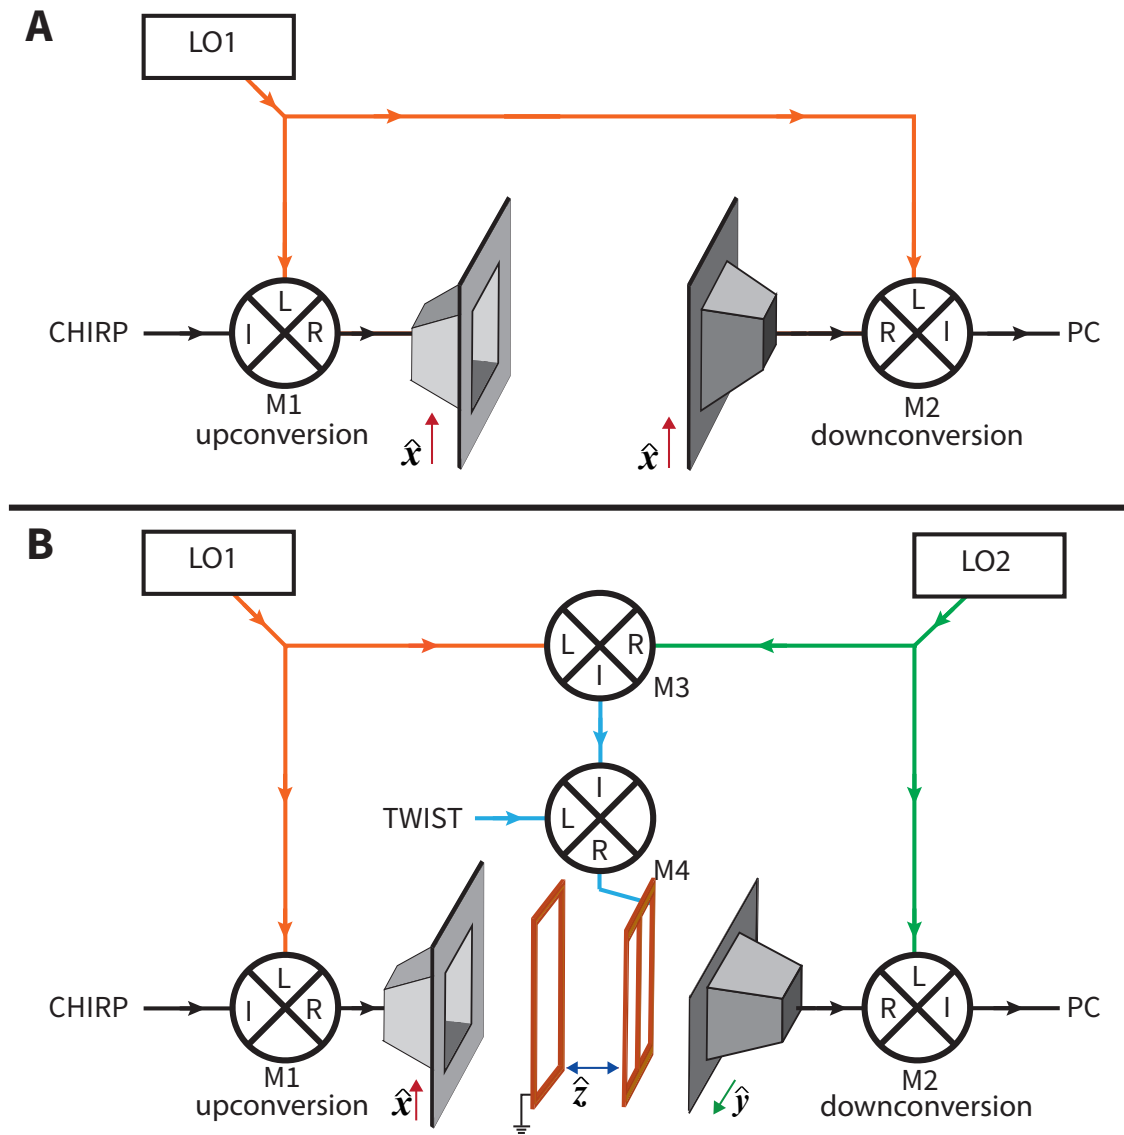 A
LO1
L
I
R
CHIRP
M1
upconversion
x̂
x̂
L
R
I
PC
M2
downconversion
B
LO1
LO2
L
R
I
M3
I
L
R
TWIST
M4
L
I
R
CHIRP
M1
upconversion
x̂
ẑ
ŷ
L
R
I
PC
M2
downconversion